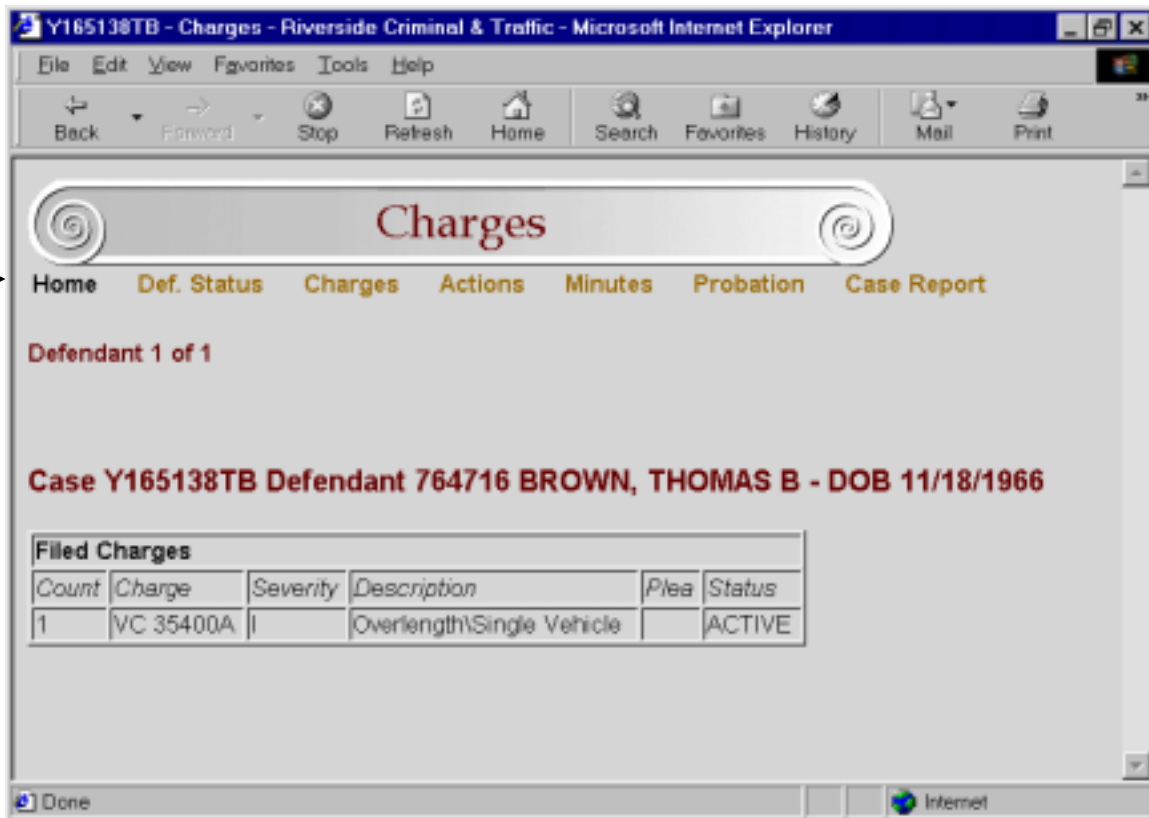 Y165138TB - Charges - Riverside Criminal & Traffic - Microsoft Internet Explorer
File Edit View Favorites Tools Help
Back Forward Stop Refresh Home Search Favorites History Mail Print
Charges
Home Def. Status Charges Actions Minutes Probation Case Report
Defendant 1 of 1
Case Y165138TB Defendant 764716 BROWN, THOMAS B - DOB 11/18/1966
Filed Charges
Count Charge Severity Description Plea Status
1 VC 35400A I Overlength\Single Vehicle ACTIVE
Done Internet